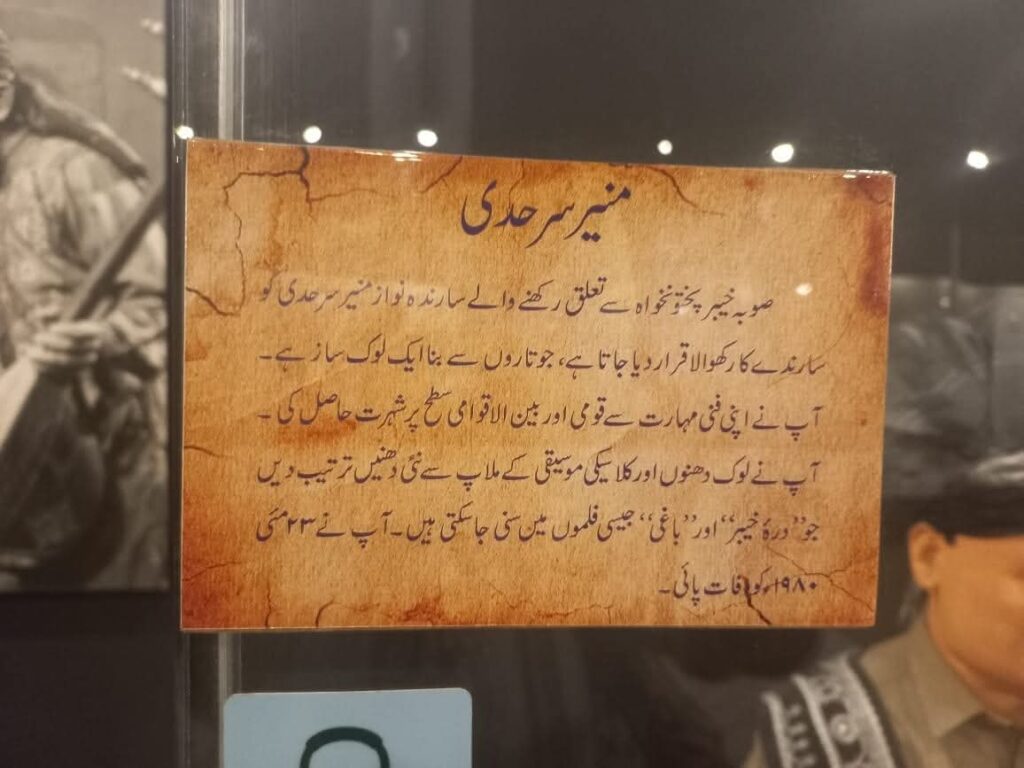 منیر سرحدی
صوبہ خیبر پختونخواہ سے تعلق رکھنے والے سارندہ نواز منیر سرحدی کو
سارندے کا رکھوالا قرار دیا جاتا ہے، جو تاروں سے بنا ایک لوک ساز ہے۔
آپ نے اپنی فنی مہارت سے قومی اور بین الاقوامی سطح پر شہرت حاصل کی۔
آپ نے لوک دھنوں اور کلاسیکی موسیقی کے ملاپ سے نئی دھنیں ترتیب دیں
جو ”درۂ خیبر“ اور ”باغی“ جیسی فلموں مین سنی جاسکتی ہیں۔ آپ نے ۲۳ مئی
۱۹۸۰ء کو وفات پائی۔